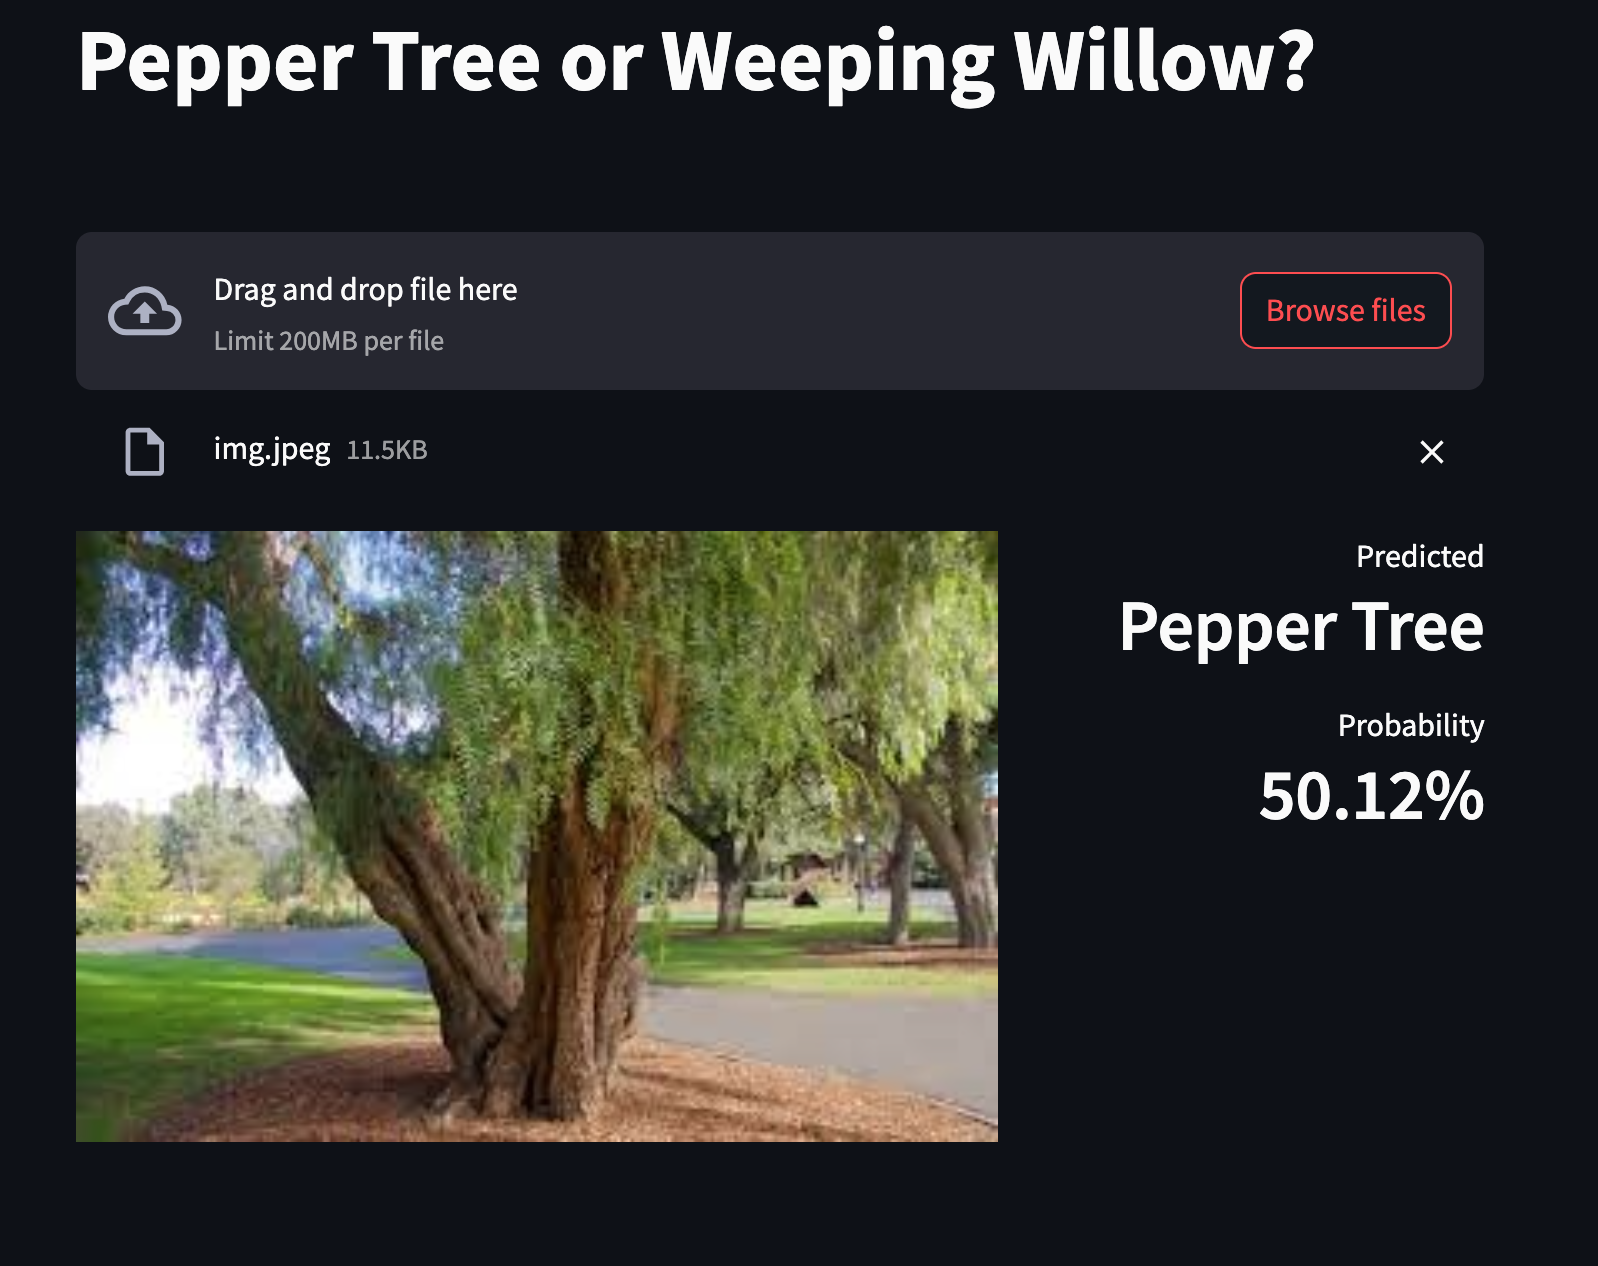 Pepper Tree or Weeping Willow?
Drag and drop file here
Limit 200MB per file
Browse files
img.jpeg 11.5KB
Predicted
Pepper Tree
Probability
50.12%